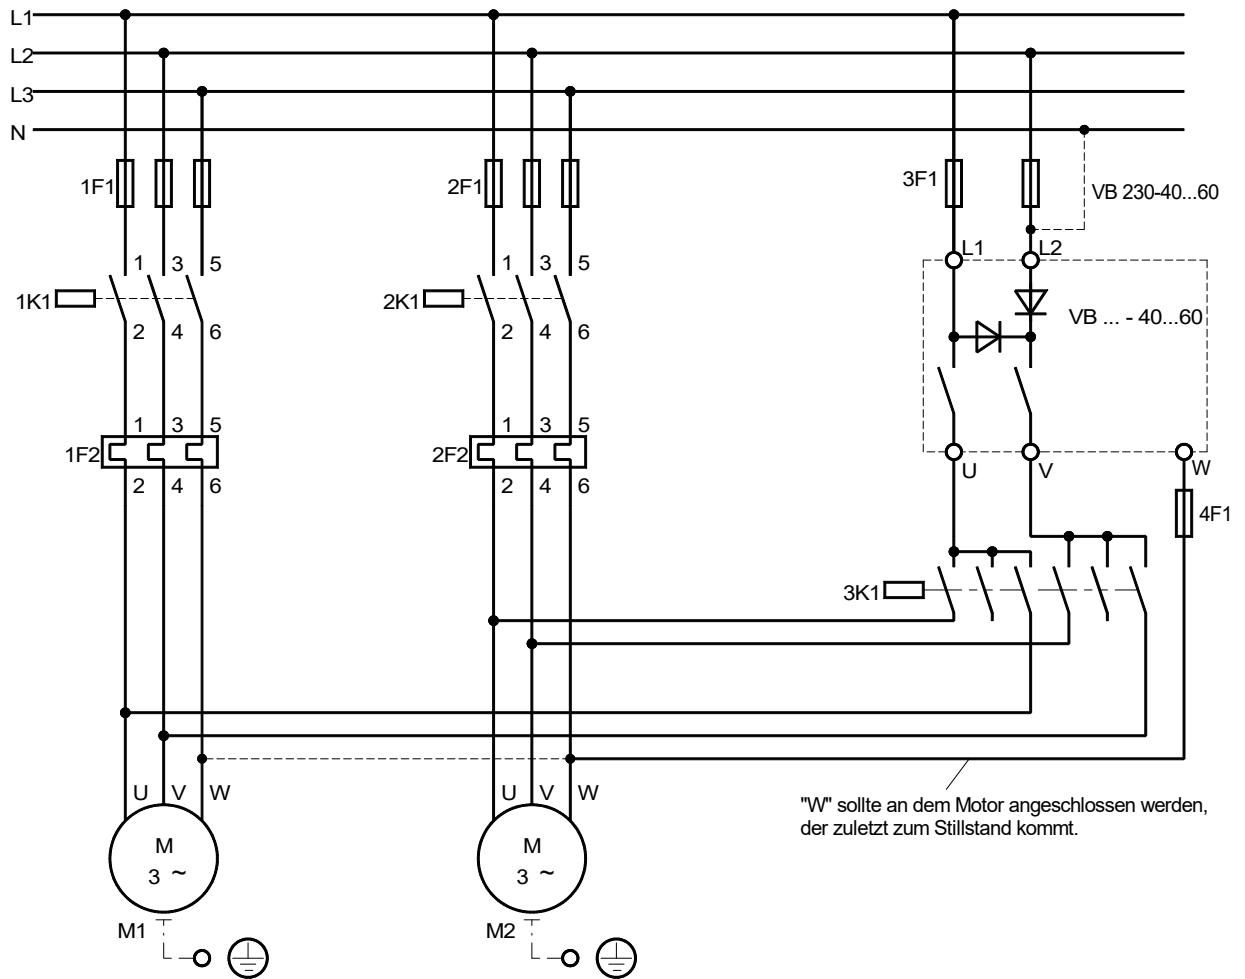 L1
L2
L3
N
1F1
2F1
3F1
VB 230-40...60
L1
L2
1
3
5
1
3
5
1K1
2K1
VB ... - 40...60
2
4
6
2
4
6
1
3
5
1
3
5
1F2
2F2
U
V
W
2
4
6
2
4
6
4F1
3K1
U
V
W
U
V
W
"W" sollte an dem Motor angeschlossen werden,
der zuletzt zum Stillstand kommt.
M
3 ~
M
3 ~
M1
M2